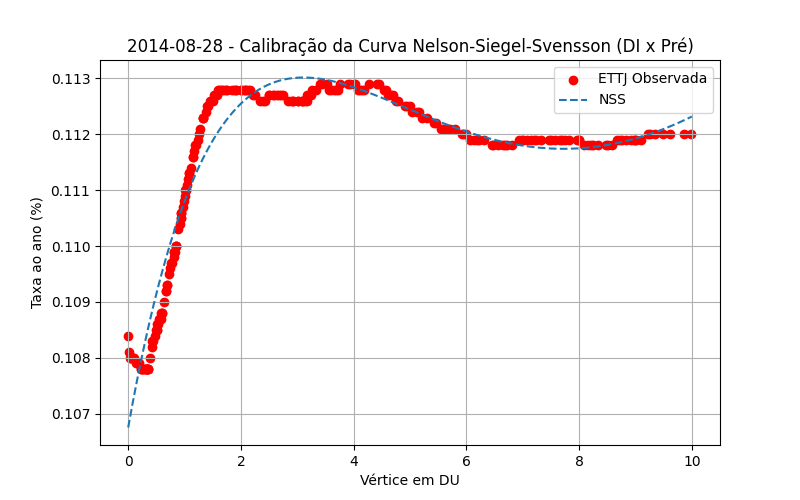 2014-08-28 - Calibração da Curva Nelson-Siegel-Svensson (DI x Pré)
ETTJ Observada
NSS
Taxa ao ano (%)
0.113
0.112
0.111
0.110
0.109
0.108
0.107
0 2 4 6 8 10
Vértice em DU